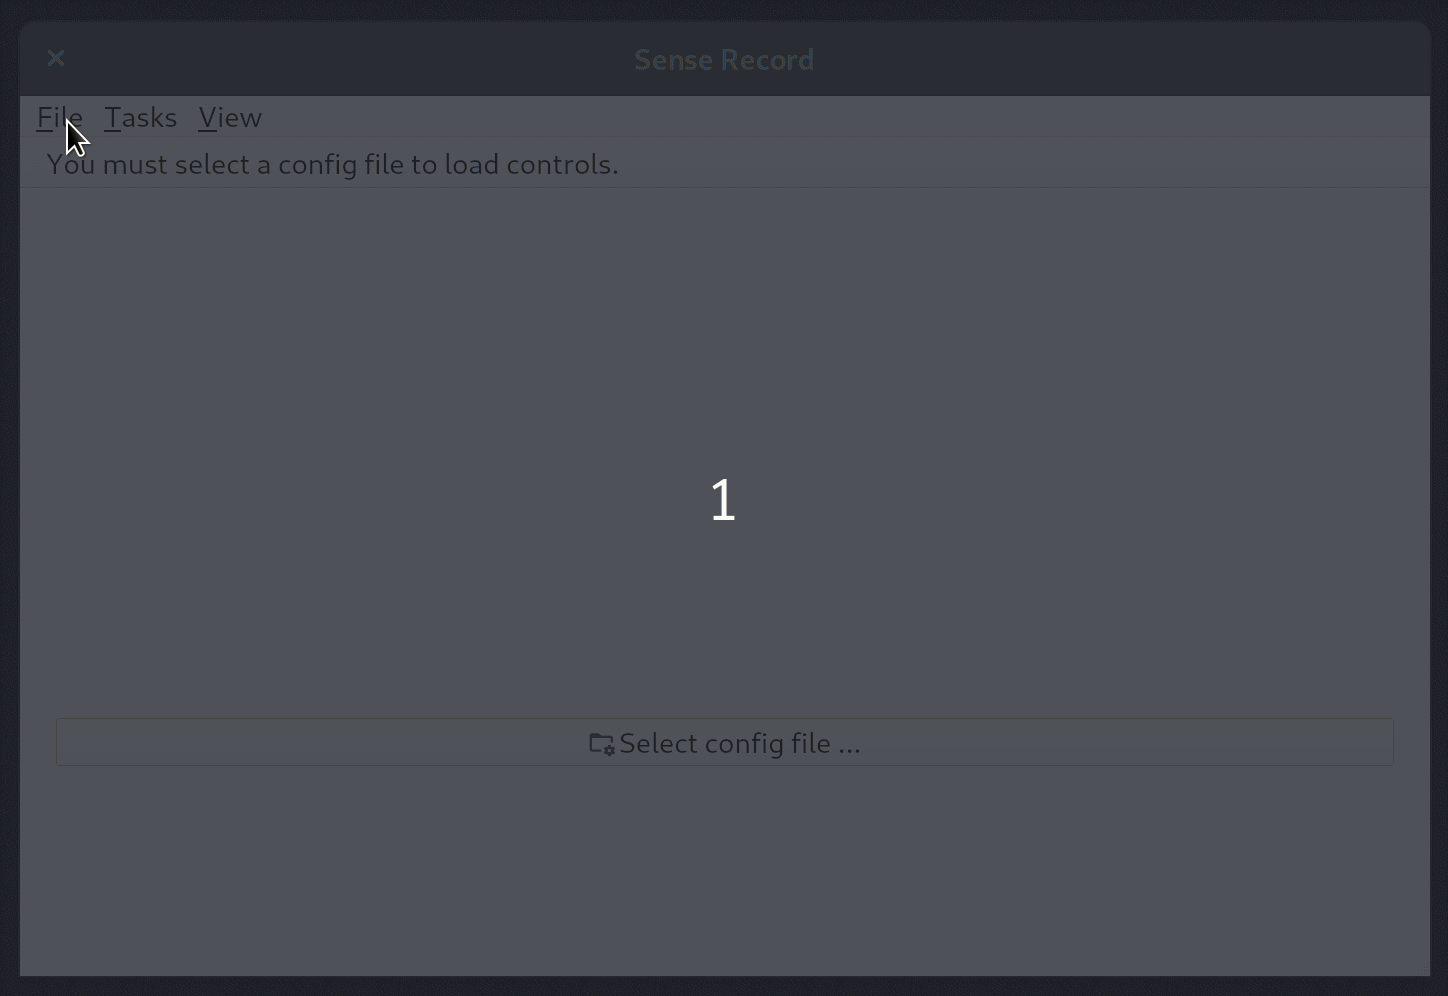 Sense Record
File Tasks View
You must select a config file to load controls.
1
Select config file ...